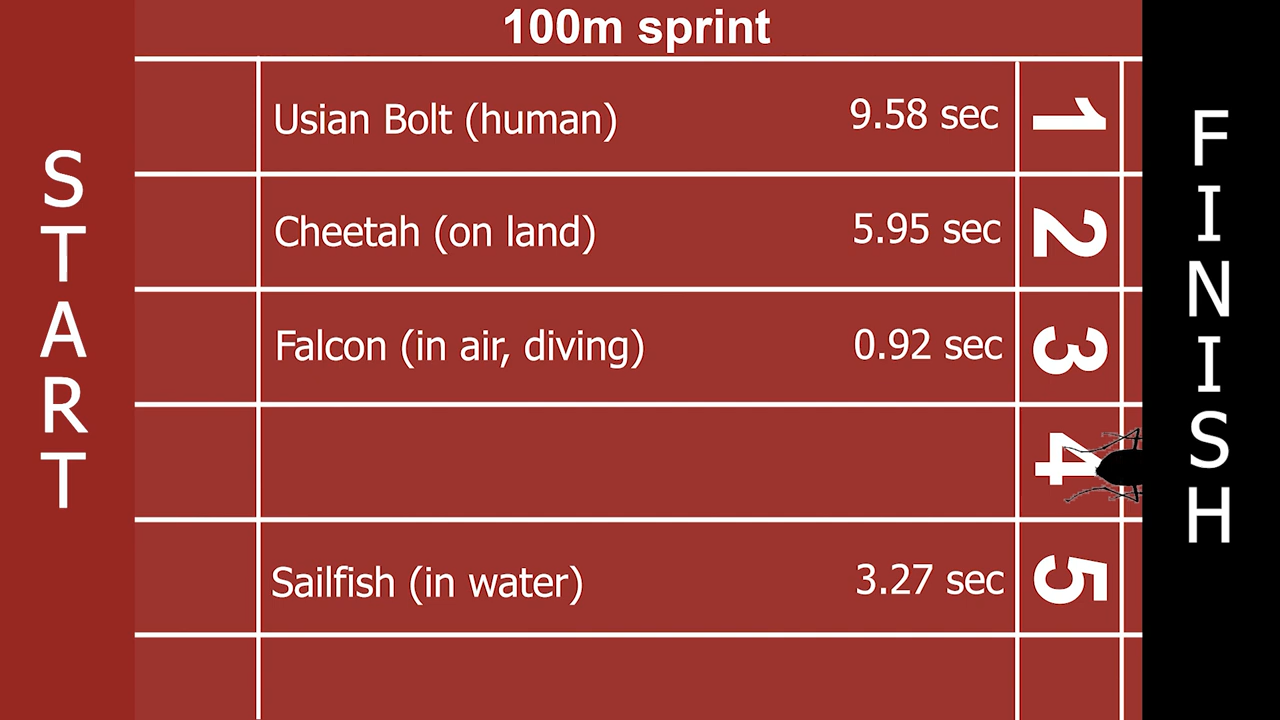 100m sprint
START
Usian Bolt (human) 9.58 sec 1
Cheetah (on land) 5.95 sec 2
Falcon (in air, diving) 0.92 sec 3
4
Sailfish (in water) 3.27 sec 5
FINISH